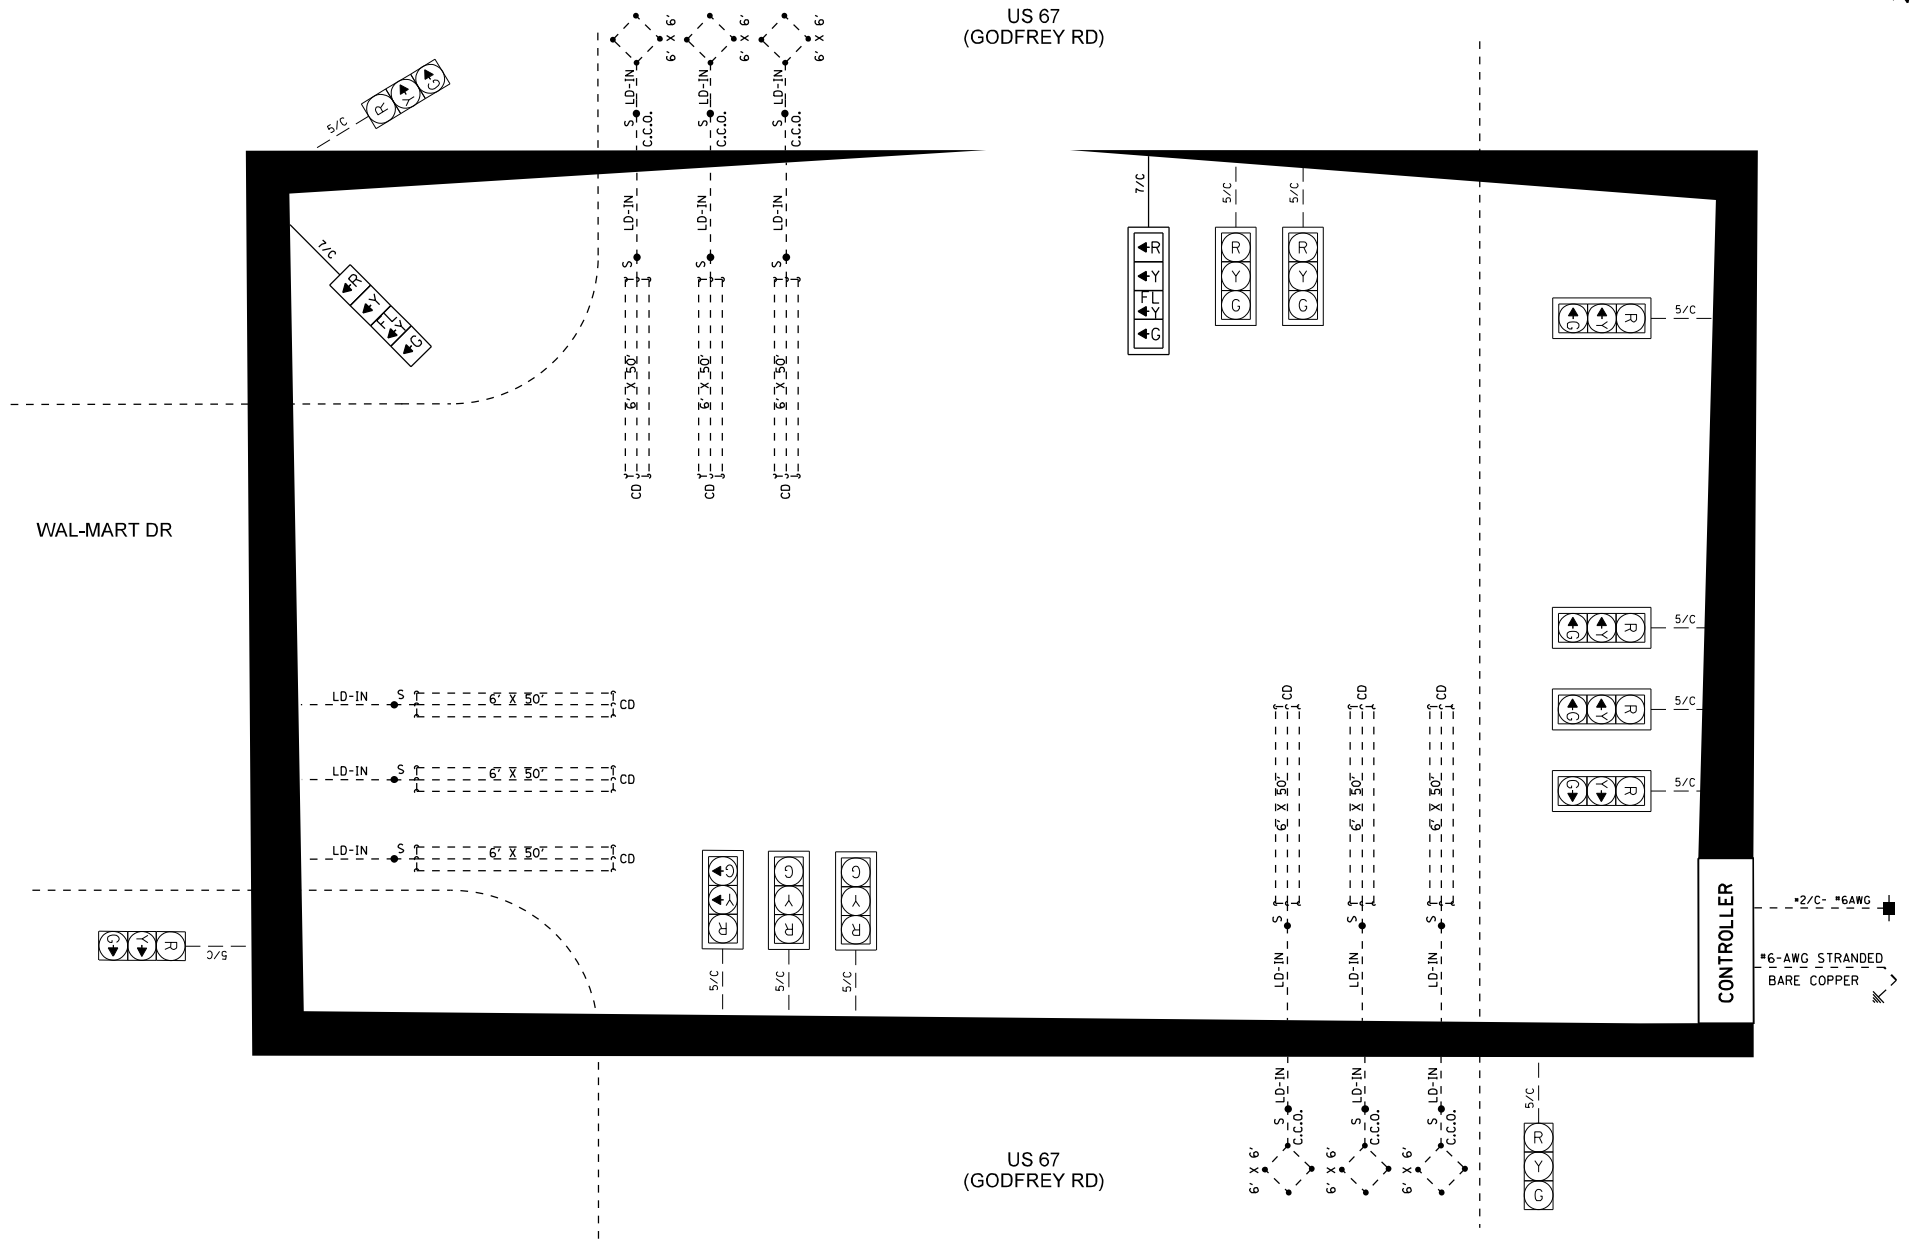 US 67
(GODFREY RD)
6' X 6'
6' X 6'
6' X 6'
LD-IN
LD-IN
LD-IN
S
S
S
C.C.O.
C.C.O.
C.C.O.
R
Y
G
5/C
7/C
R
Y
FL
Y
G
LD-IN
LD-IN
LD-IN
S
S
S
6' X 50'
6' X 50'
6' X 50'
CD
CD
CD
7/C
R
Y
FL
Y
G
5/C
R
Y
G
5/C
R
Y
G
G Y R
5/C
WAL-MART DR
G Y R
5/C
G Y R
5/C
G Y R
5/C
LD-IN
S
6' X 50'
CD
LD-IN
S
6' X 50'
CD
LD-IN
S
6' X 50'
CD
G
Y
R
5/C
G
Y
R
5/C
G
Y
R
5/C
CD
CD
CD
6' X 50'
6' X 50'
6' X 50'
S
S
S
LD-IN
LD-IN
LD-IN
CONTROLLER
*2/C- #6AWG
#6-AWG STRANDED
BARE COPPER
G Y R
5/C
LD-IN
LD-IN
LD-IN
S
S
S
C.C.O.
C.C.O.
C.C.O.
6' X 6'
6' X 6'
6' X 6'
5/C
R
Y
G
US 67
(GODFREY RD)